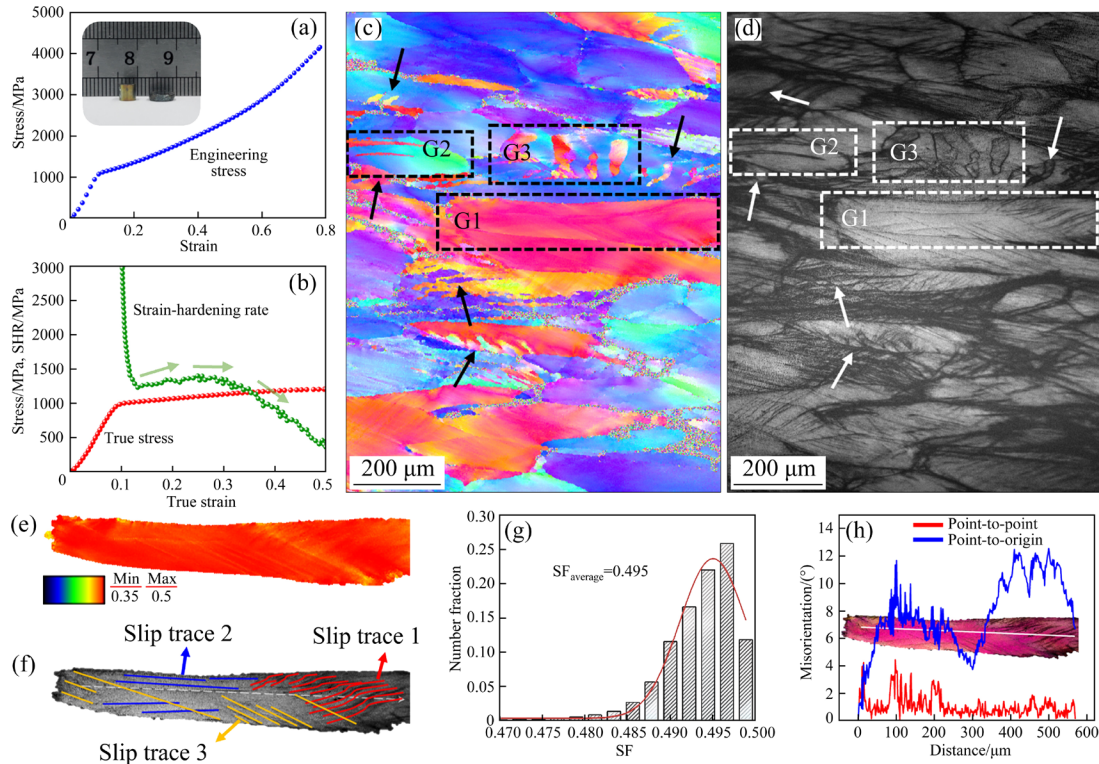 (a)
5000
4000
3000
2000
1000
0
Stress/MPa
7 8 9
Engineering
stress
0 0.2 0.4 0.6 0.8
Strain
(b)
3000
2500
2000
1500
1000
500
0
Stress/MPa, SHR/MPa
Strain-hardening rate
True stress
0.1 0.2 0.3 0.4 0.5
True strain
(c)
G2
G3
G1
200 μm
(d)
G2
G3
G1
200 μm
(e)
Min Max
0.35 0.5
(f)
Slip trace 2
Slip trace 1
Slip trace 3
(g)
0.30
0.25
0.20
0.15
0.10
0.05
0
Number fraction
SFaverage=0.495
0.470 0.475 0.480 0.485 0.490 0.495 0.500
SF
(h)
14
12
10
8
6
4
2
0
Misorientation/(°)
Point-to-point
Point-to-origin
0 100 200 300 400 500 600
Distance/μm